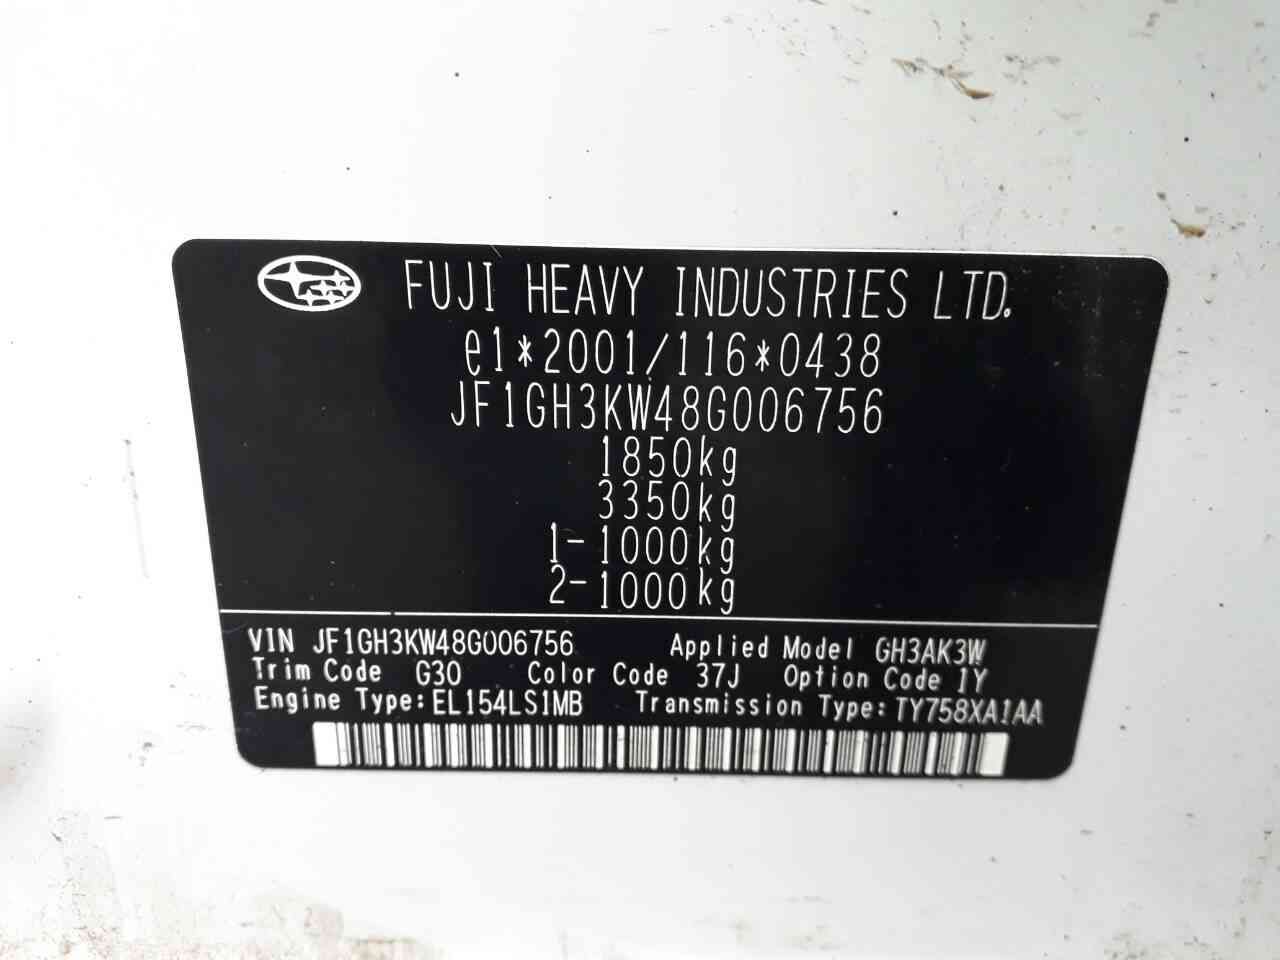 FUJI HEAVY INDUSTRIES LTD.
e1*2001/116*0438
JF1GH3KW48G006756
1850kg
3350kg
1-1000kg
2-1000kg
VIN JF1GH3KW48G006756 Applied Model GH3AK3W
Trim Code G30 Color Code 37J Option Code 1Y
Engine Type: EL154LS1MB Transmission Type: TY758XA1AA